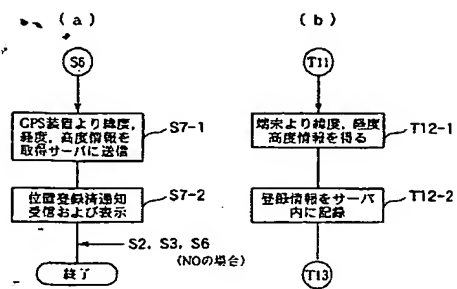 (a)
S6
GPS装置より緯度,
経度, 高度情報を
取得サーバに送信
S7-1
位置登録済通知
受信および表示
S7-2
S2, S3, S6
(NOの場合)
終了
(b)
T11
端末より緯度, 経度
高度情報を得る
T12-1
登録情報をサーバ
内に記録
T12-2
T13